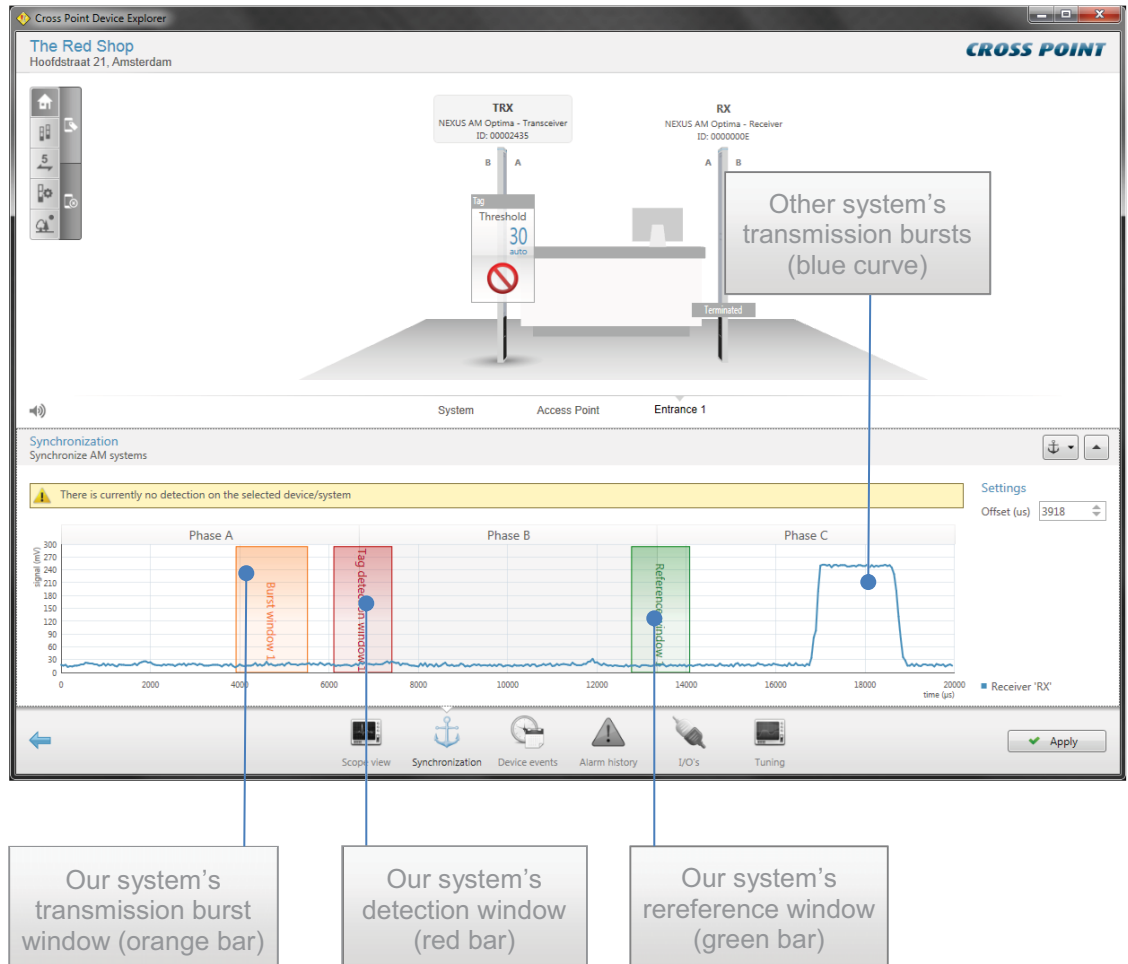 Cross Point Device Explorer
The Red Shop
Hoofdstraat 21, Amsterdam
CROSS POINT
TRX
NEXUS AM Optima - Transceiver
ID: 00002435
RX
NEXUS AM Optima - Receiver
ID: 0000000E
B A
A B
5
Tag
Threshold
30
auto
Terminated
Other system's
transmission bursts
(blue curve)
System Access Point Entrance 1
Synchronization
Synchronize AM systems
There is currently no detection on the selected device/system
Settings
Offset (us) 3918
Phase A Phase B Phase C
signal (mV)
300
270
240
210
180
150
120
90
60
30
0
Burst window 1
Tag detection window 1
Reference window 1
0 2000 4000 6000 8000 10000 12000 14000 16000 18000 20000
time (µs)
Receiver 'RX'
Scope view Synchronization Device events Alarm history I/O's Tuning
Apply
Our system's
transmission burst
window (orange bar)
Our system's
detection window
(red bar)
Our system's
rereference window
(green bar)